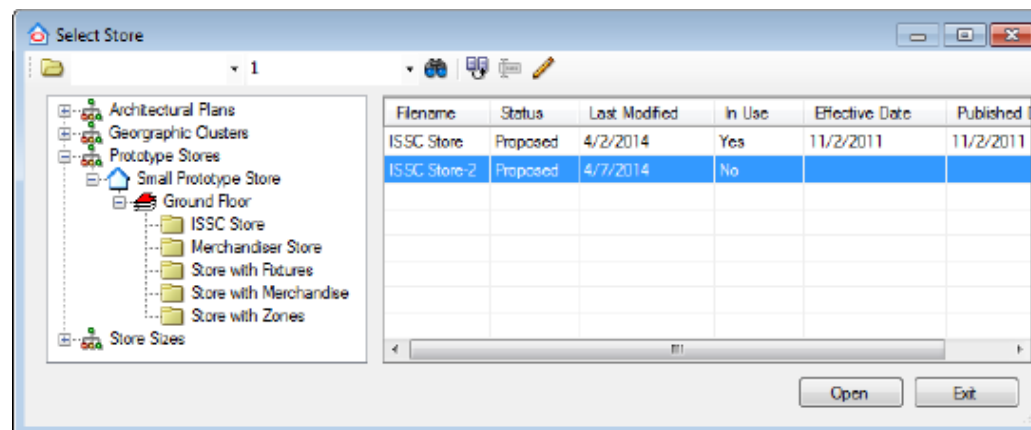 Select Store
1
Architectural Plans
Georgraphic Clusters
Prototype Stores
Small Prototype Store
Ground Floor
ISSC Store
Merchandiser Store
Store with Fixtures
Store with Merchandise
Store with Zones
Store Sizes
Filename Status Last Modified In Use Effective Date Published D
ISSC Store Proposed 4/2/2014 Yes 11/2/2011 11/2/2011
ISSC Store-2 Proposed 4/7/2014 No
Open Exit